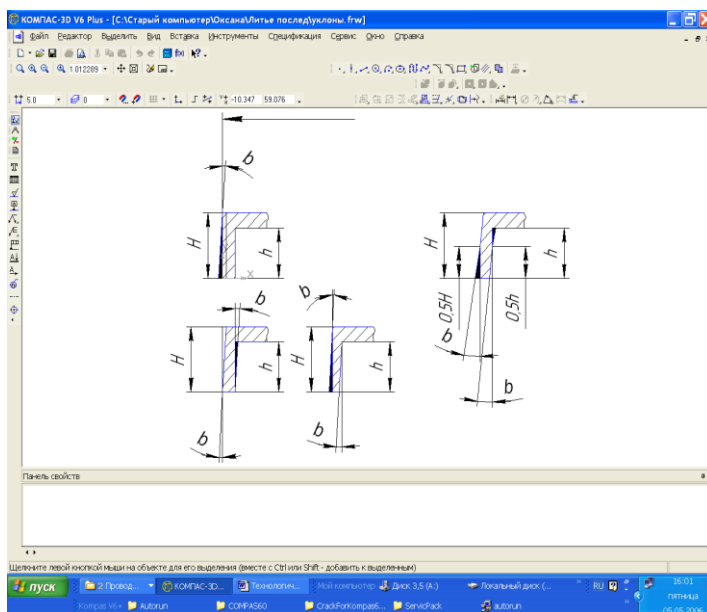 КОМПАС-3D V6 Plus - [C:\Старый компьютер\Оксана\Литье послед\уклоны.frw]
Файл Редактор Выделить Вид Вставка Инструменты Спецификация Сервис Окно Справка
1.012289
5.0 0 -10.347 59.076
b
H h H h
X
0,5H 0,5h
b
H h H h
b
b
b b
Панель свойств
Щелкните левой кнопкой мыши на объекте для его выделения (вместе с Ctrl или Shift - добавить к выделенным)
пуск 2 Провод... КОМПАС-3D... Технологич... Мой компьютер Диск 3,5 (A:) Локальный диск (... RU 16:01
пятница
Kompas V6+ Autorun COMPAS60 CrackForKompas6... ServicPack autorun 05.05.2006